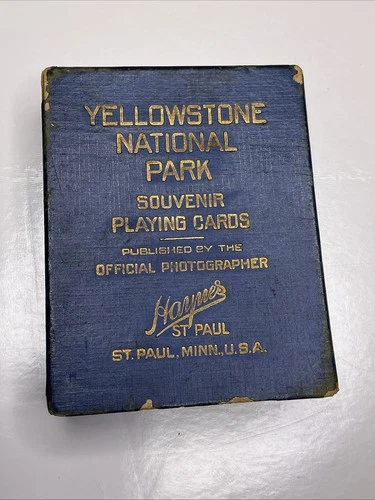 YELLOWSTONE
NATIONAL
PARK
SOUVENIR
PLAYING CARDS
PUBLISHED BY THE
OFFICIAL PHOTOGRAPHER
Haynes
ST PAUL
ST. PAUL, MINN., U.S.A.